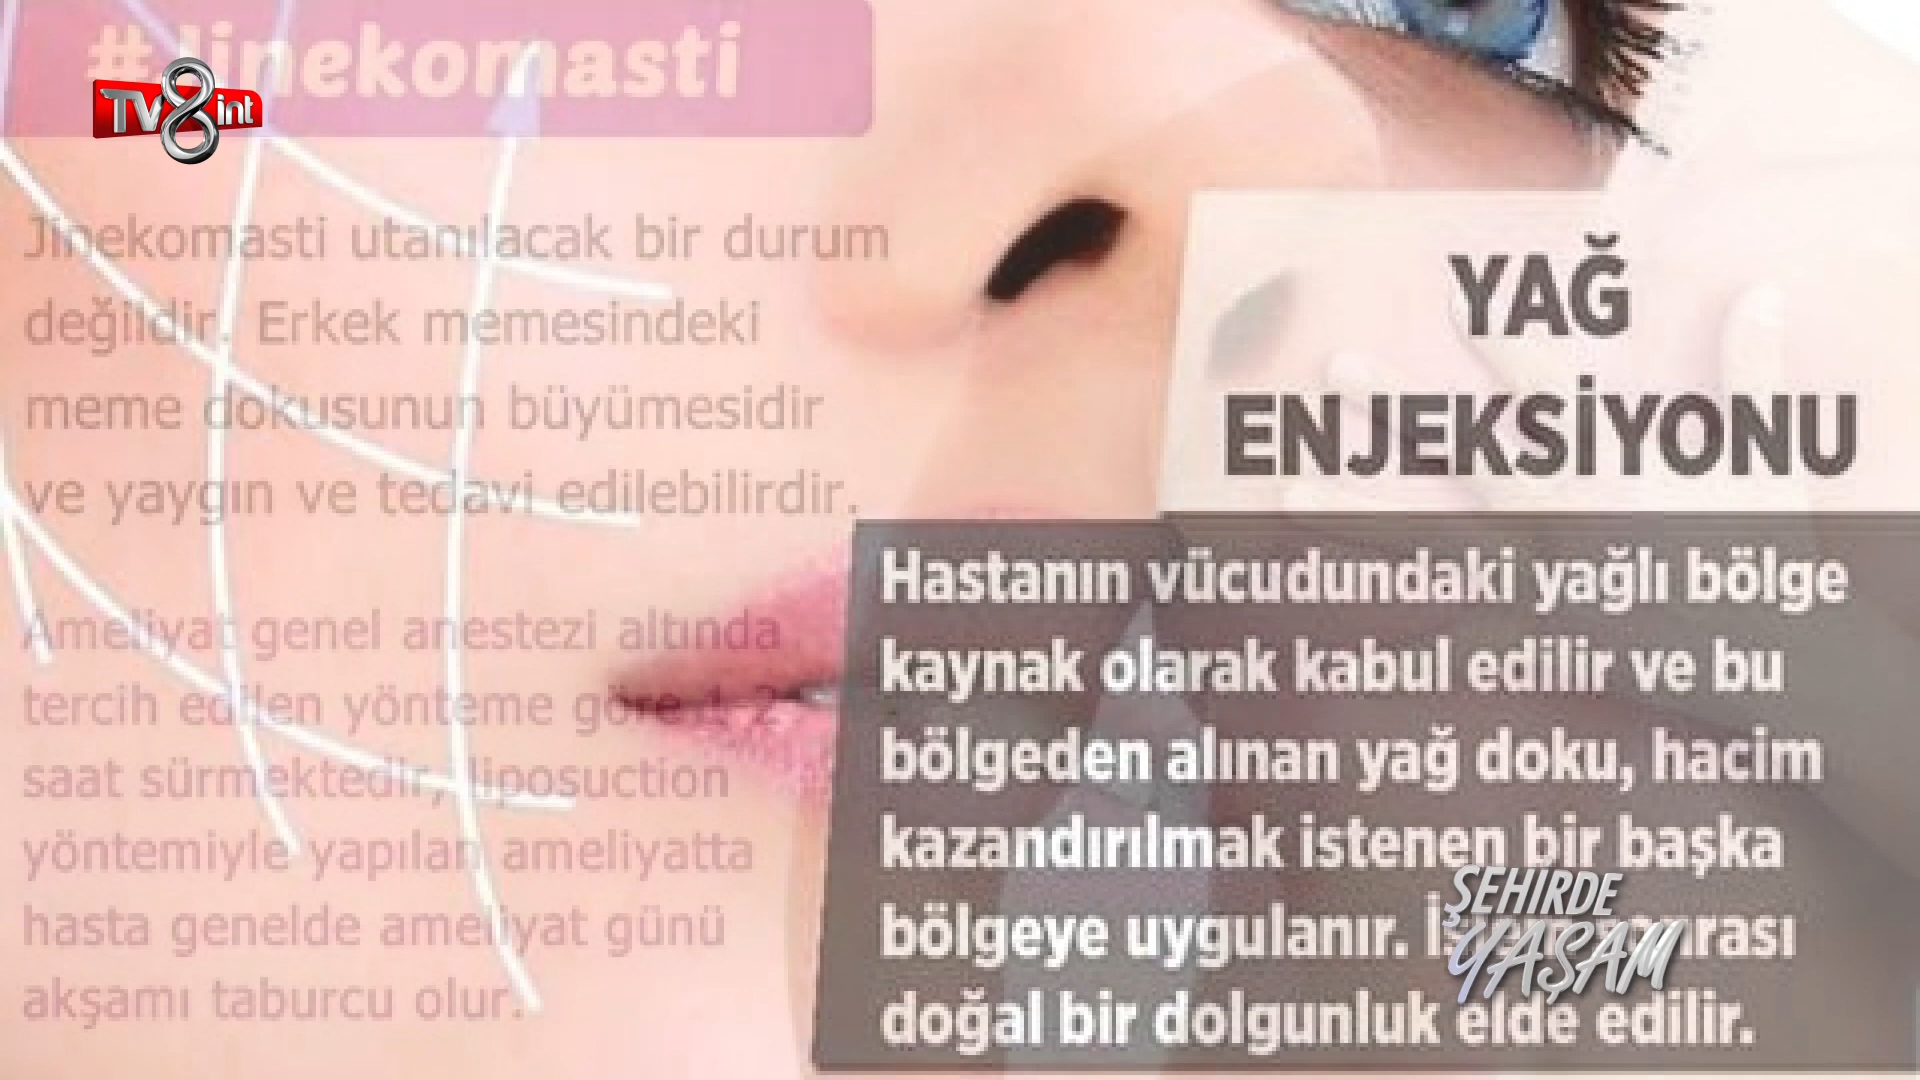 #Jinekomasti
TV8int
Jinekomasti utanılacak bir durum
değildir. Erkek memesindeki
meme dokusunun büyümesidir
ve yaygın ve tedavi edilebilirdir.
Ameliyat genel anestezi altında
tercih edilen yönteme göre 1-2
saat sürmektedir, liposuction
yöntemiyle yapılan ameliyatta
hasta genelde ameliyat günü
akşamı taburcu olur.
YAĞ
ENJEKSİYONU
Hastanın vücudundaki yağlı bölge
kaynak olarak kabul edilir ve bu
bölgeden alınan yağ doku, hacim
kazandırılmak istenen bir başka
bölgeye uygulanır.
doğal bir dolgunluk elde edilir.
ŞEHİRDE
YAŞAM